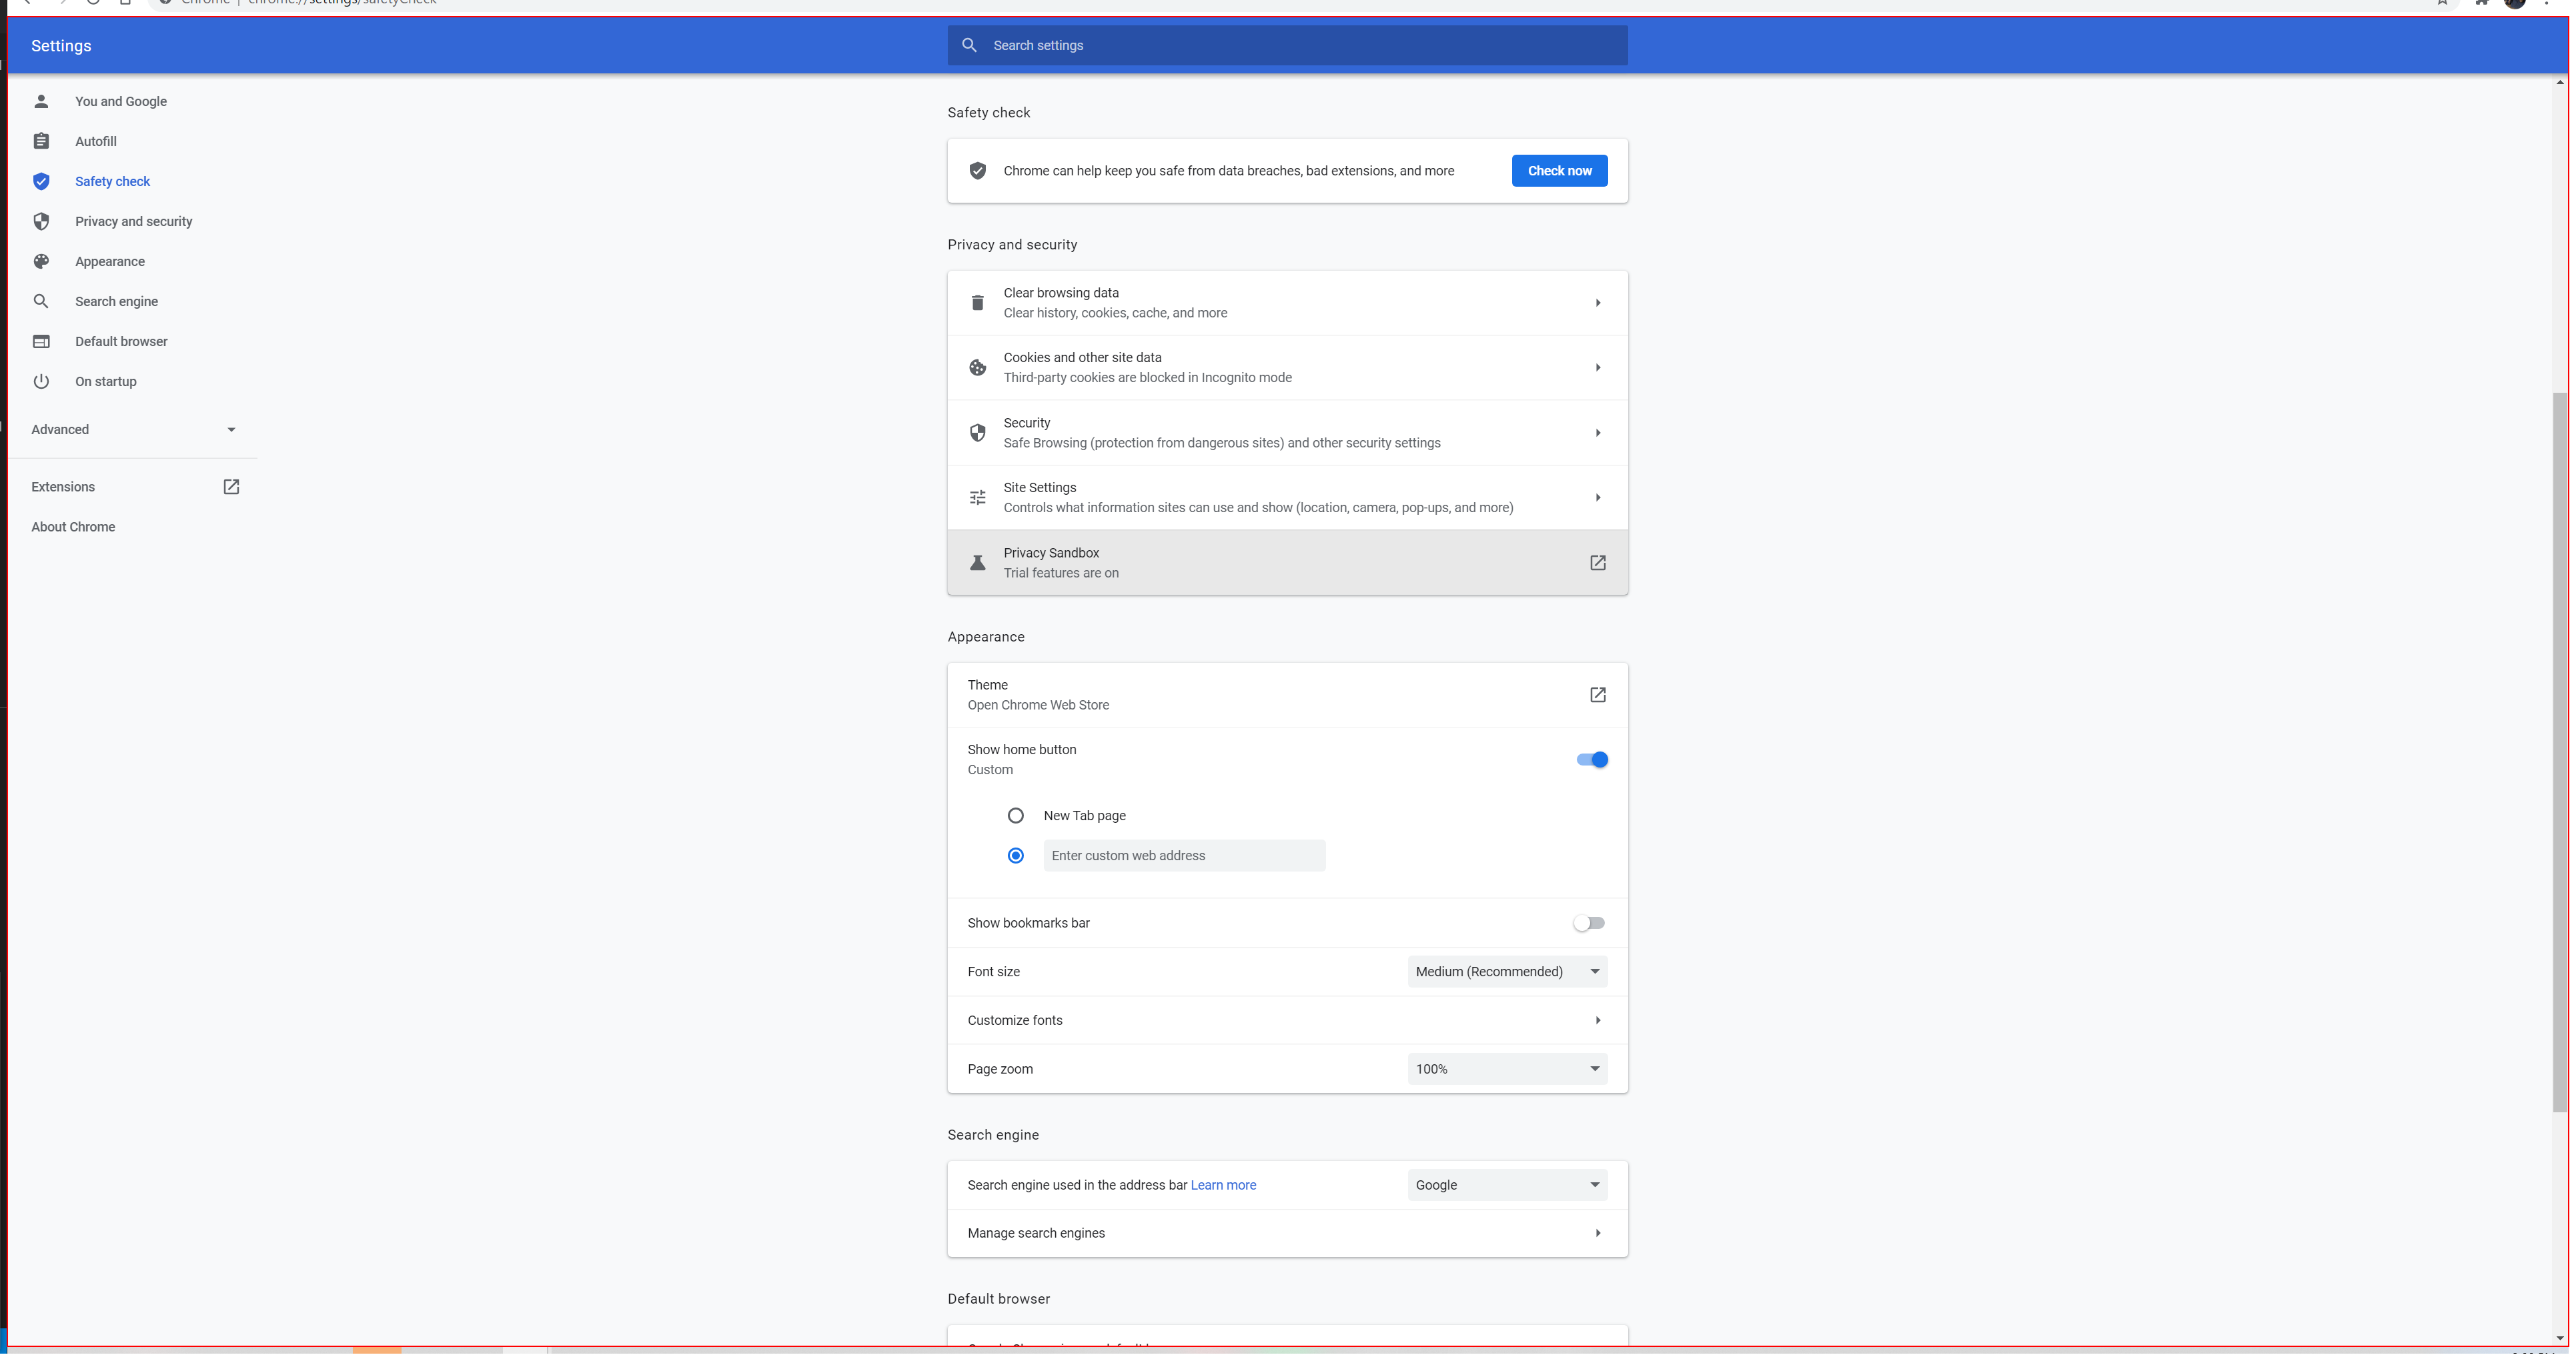 Chrome | chrome://settings/safetyCheck
Settings
Search settings
You and Google
Autofill
Safety check
Privacy and security
Appearance
Search engine
Default browser
On startup
Advanced
Extensions
About Chrome
Safety check
Chrome can help keep you safe from data breaches, bad extensions, and more
Check now
Privacy and security
Clear browsing data
Clear history, cookies, cache, and more
Cookies and other site data
Third-party cookies are blocked in Incognito mode
Security
Safe Browsing (protection from dangerous sites) and other security settings
Site Settings
Controls what information sites can use and show (location, camera, pop-ups, and more)
Privacy Sandbox
Trial features are on
Appearance
Theme
Open Chrome Web Store
Show home button
Custom
New Tab page
Enter custom web address
Show bookmarks bar
Font size
Medium (Recommended)
Customize fonts
Page zoom
100%
Search engine
Search engine used in the address bar Learn more
Google
Manage search engines
Default browser